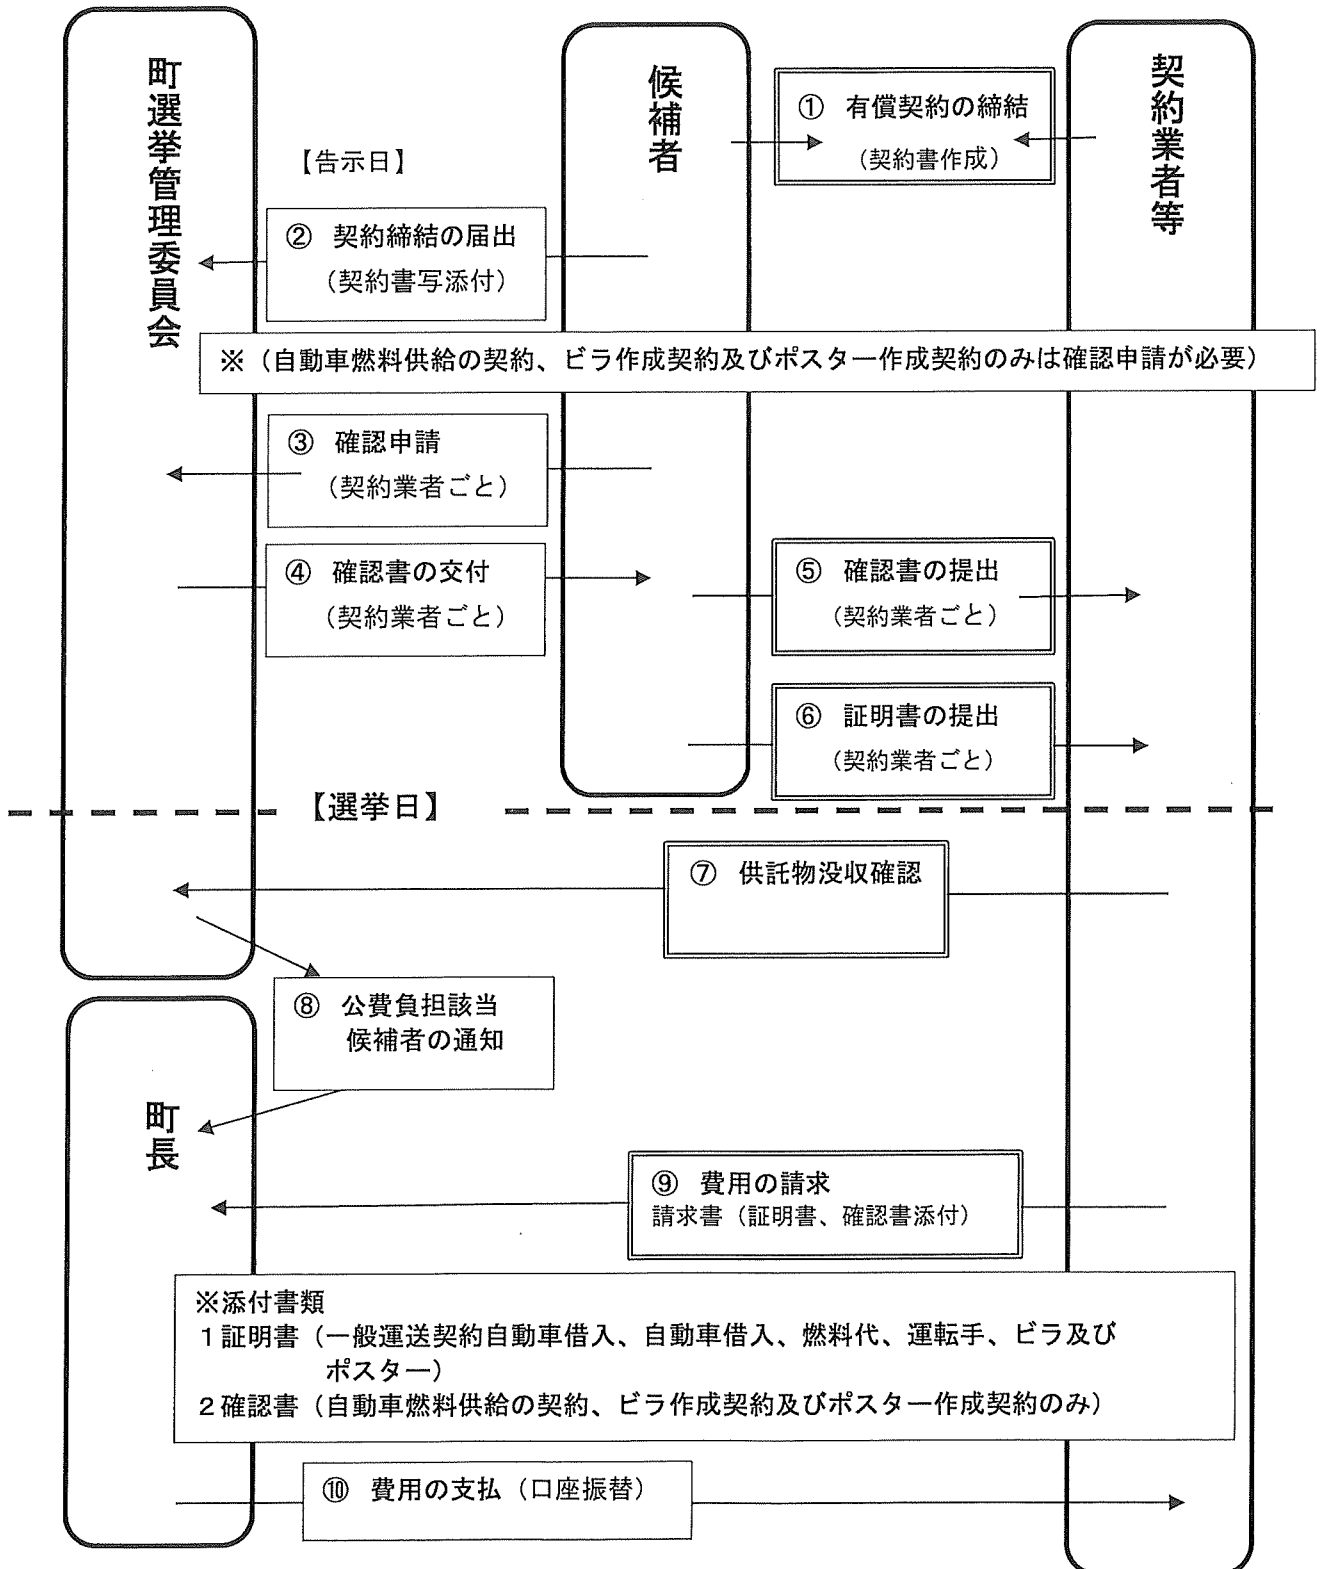 町選挙管理委員会
候補者
契約業者等
① 有償契約の締結
(契約書作成)
【告示日】
② 契約締結の届出
(契約書写添付)
※(自動車燃料供給の契約、ビラ作成契約及びポスター作成契約のみは確認申請が必要)
③ 確認申請
(契約業者ごと)
④ 確認書の交付
(契約業者ごと)
⑤ 確認書の提出
(契約業者ごと)
⑥ 証明書の提出
(契約業者ごと)
【選挙日】
⑦ 供託物没収確認
⑧ 公費負担該当
候補者の通知
町長
⑨ 費用の請求
請求書(証明書、確認書添付)
※添付書類
1証明書(一般運送契約自動車借入、自動車借入、燃料代、運転手、ビラ及び
ポスター)
2確認書(自動車燃料供給の契約、ビラ作成契約及びポスター作成契約のみ)
⑩ 費用の支払(口座振替)